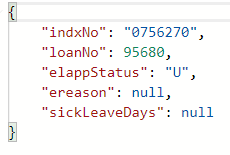 {
"indxNo": "0756270",
"loanNo": 95680,
"elappStatus": "U",
"ereason": null,
"sickLeaveDays": null
}